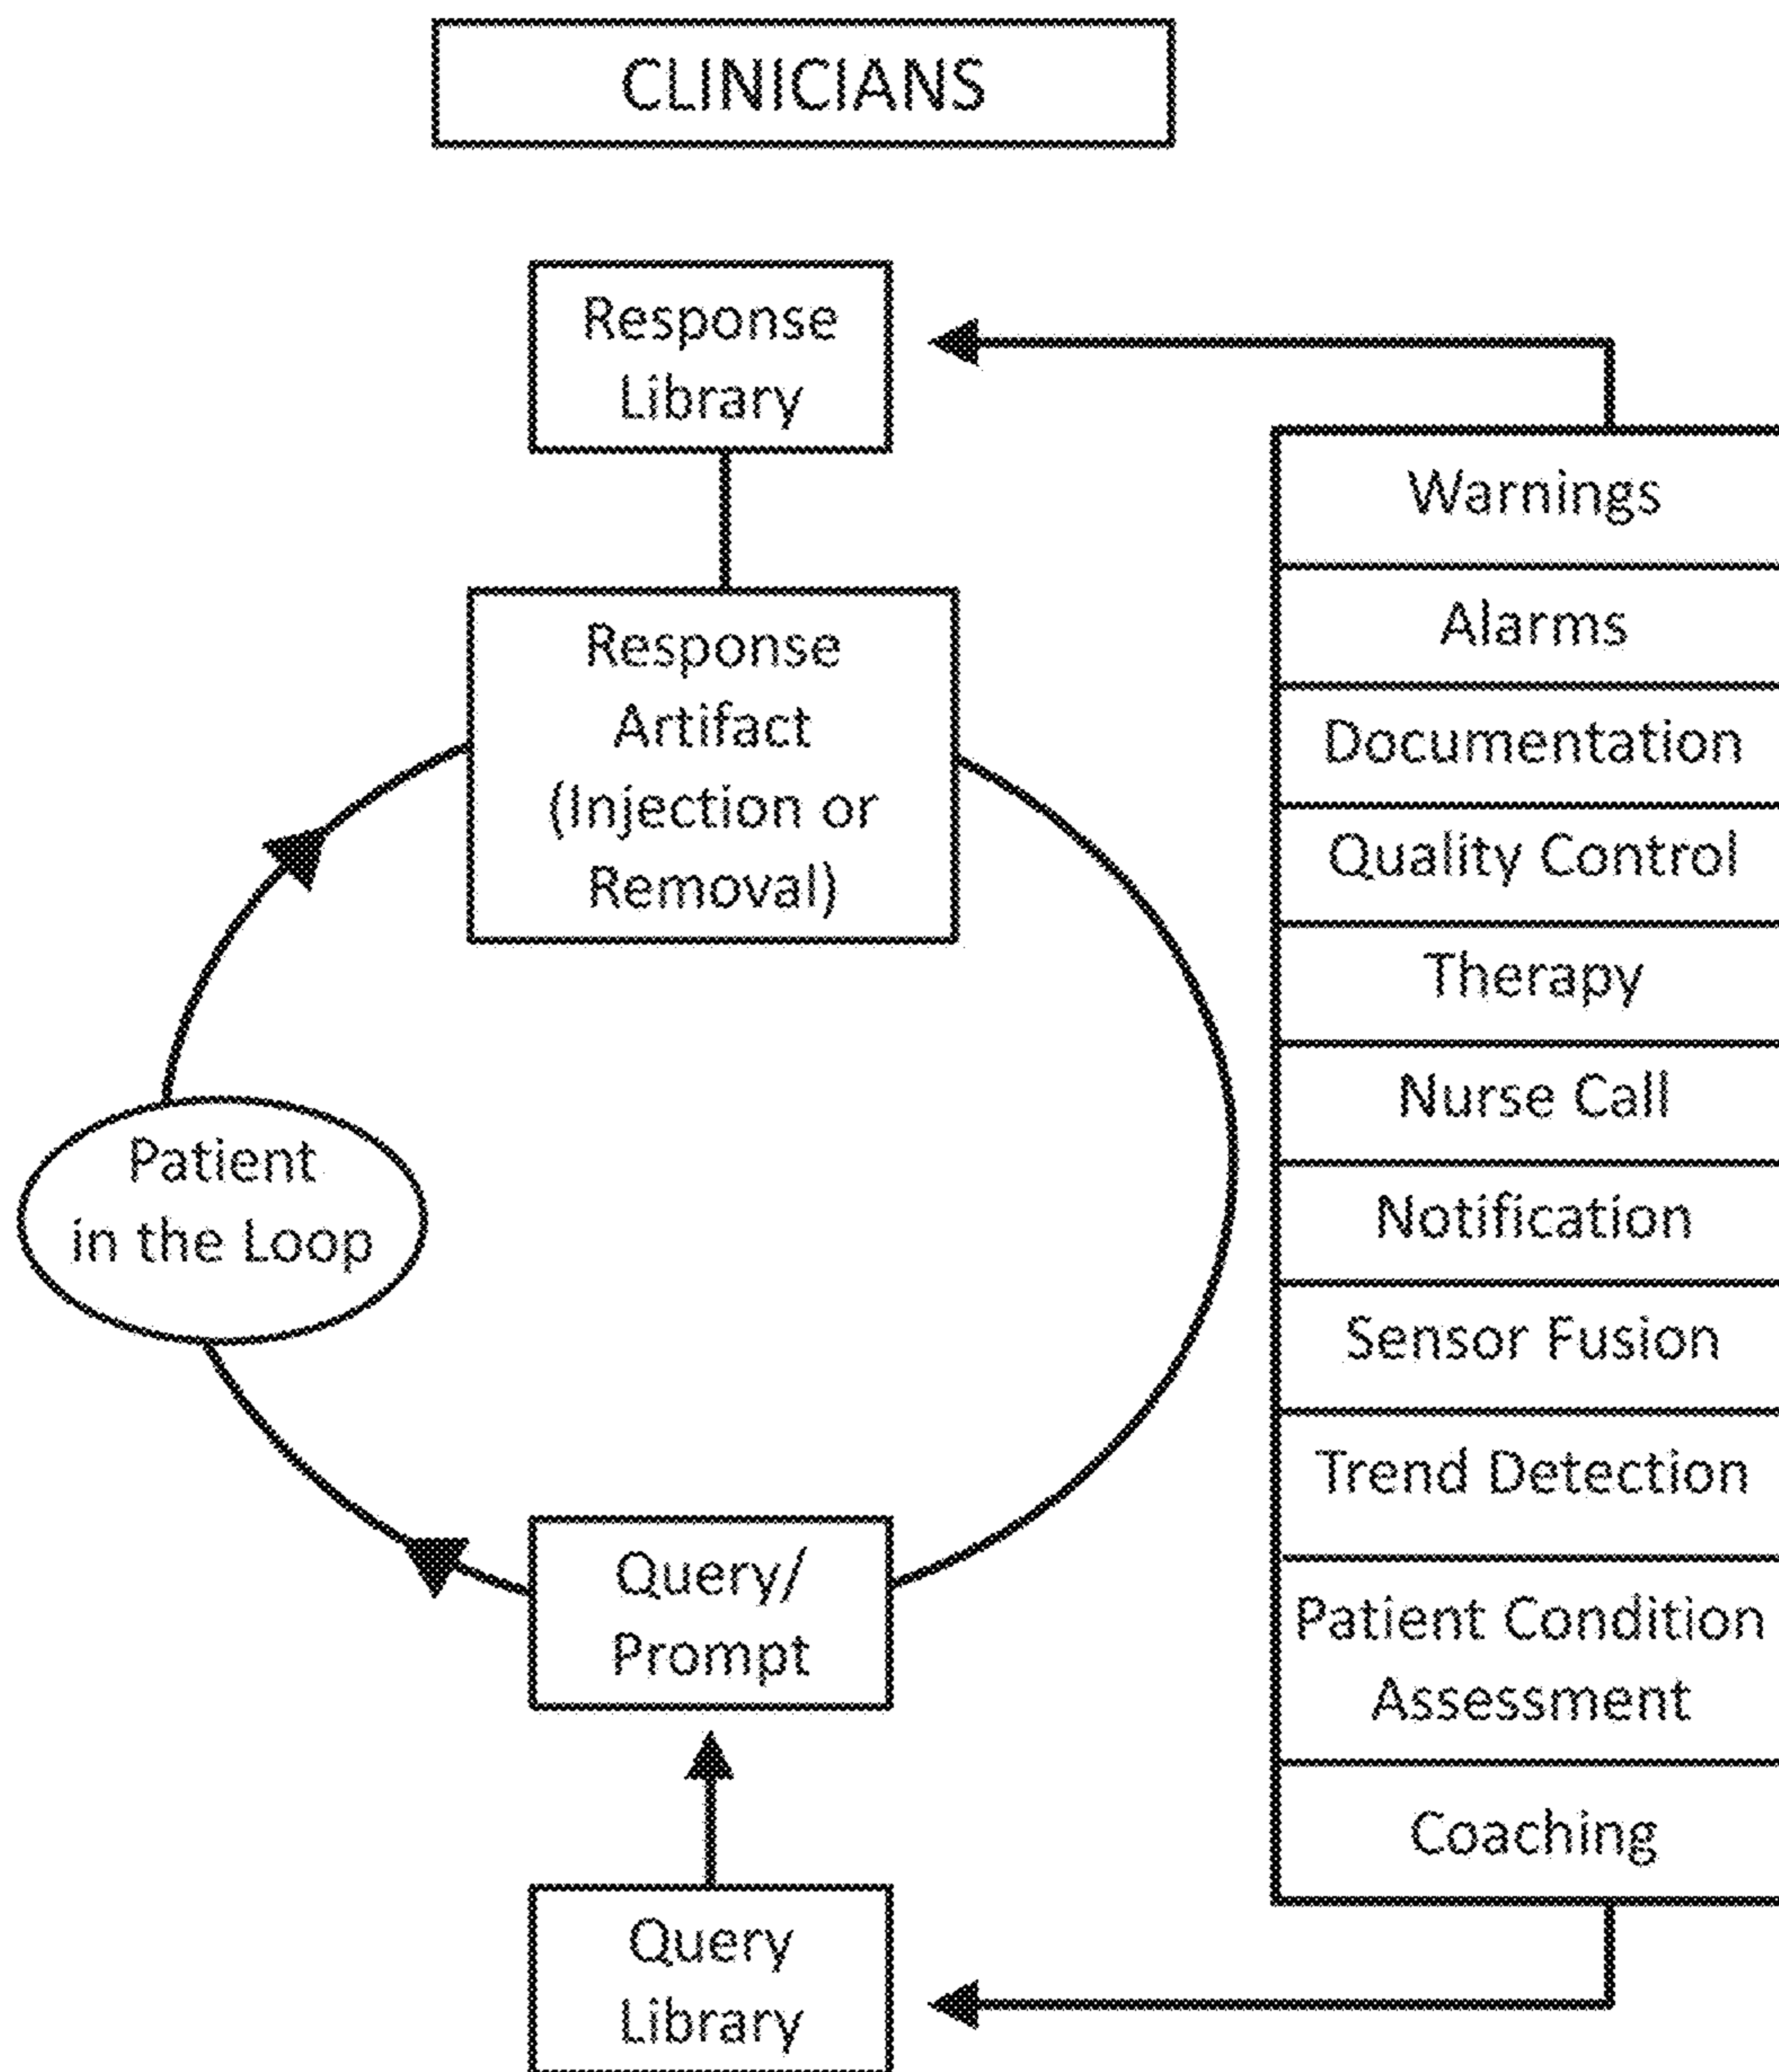 CLINICIANS
Response
Library
Response
Artifact
(Injection or
Removal)
Patient
in the Loop
Query/
Prompt
Query
Library
Warnings
Alarms
Documentation
Quality Control
Therapy
Nurse Call
Notification
Sensor Fusion
Trend Detection
Patient Condition
Assessment
Coaching